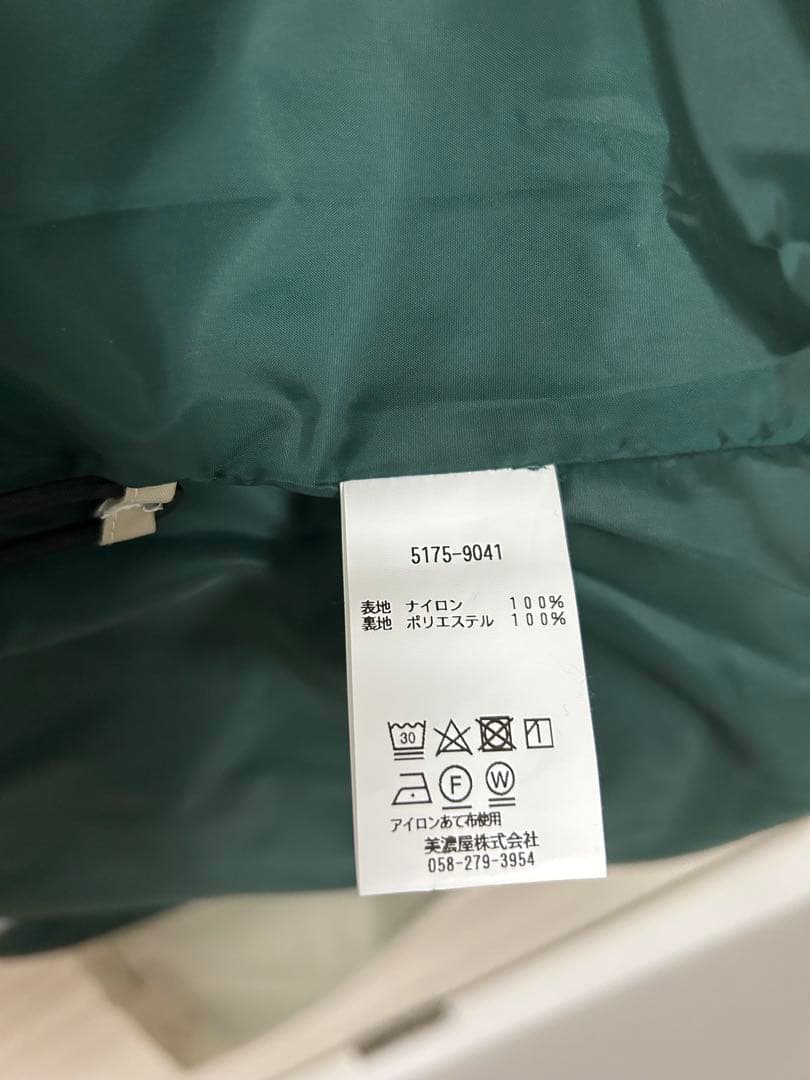 5175-9041
表地 ナイロン 100%
裏地 ポリエステル 100%
30
F W
アイロンあて布使用
美濃屋株式会社
058-279-3954